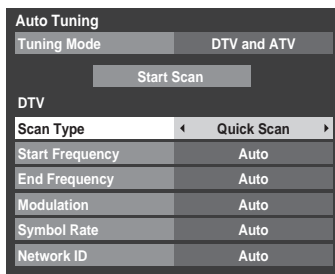 Auto Tuning
Tuning Mode DTV and ATV
Start Scan
DTV
Scan Type Quick Scan
Start Frequency Auto
End Frequency Auto
Modulation Auto
Symbol Rate Auto
Network ID Auto